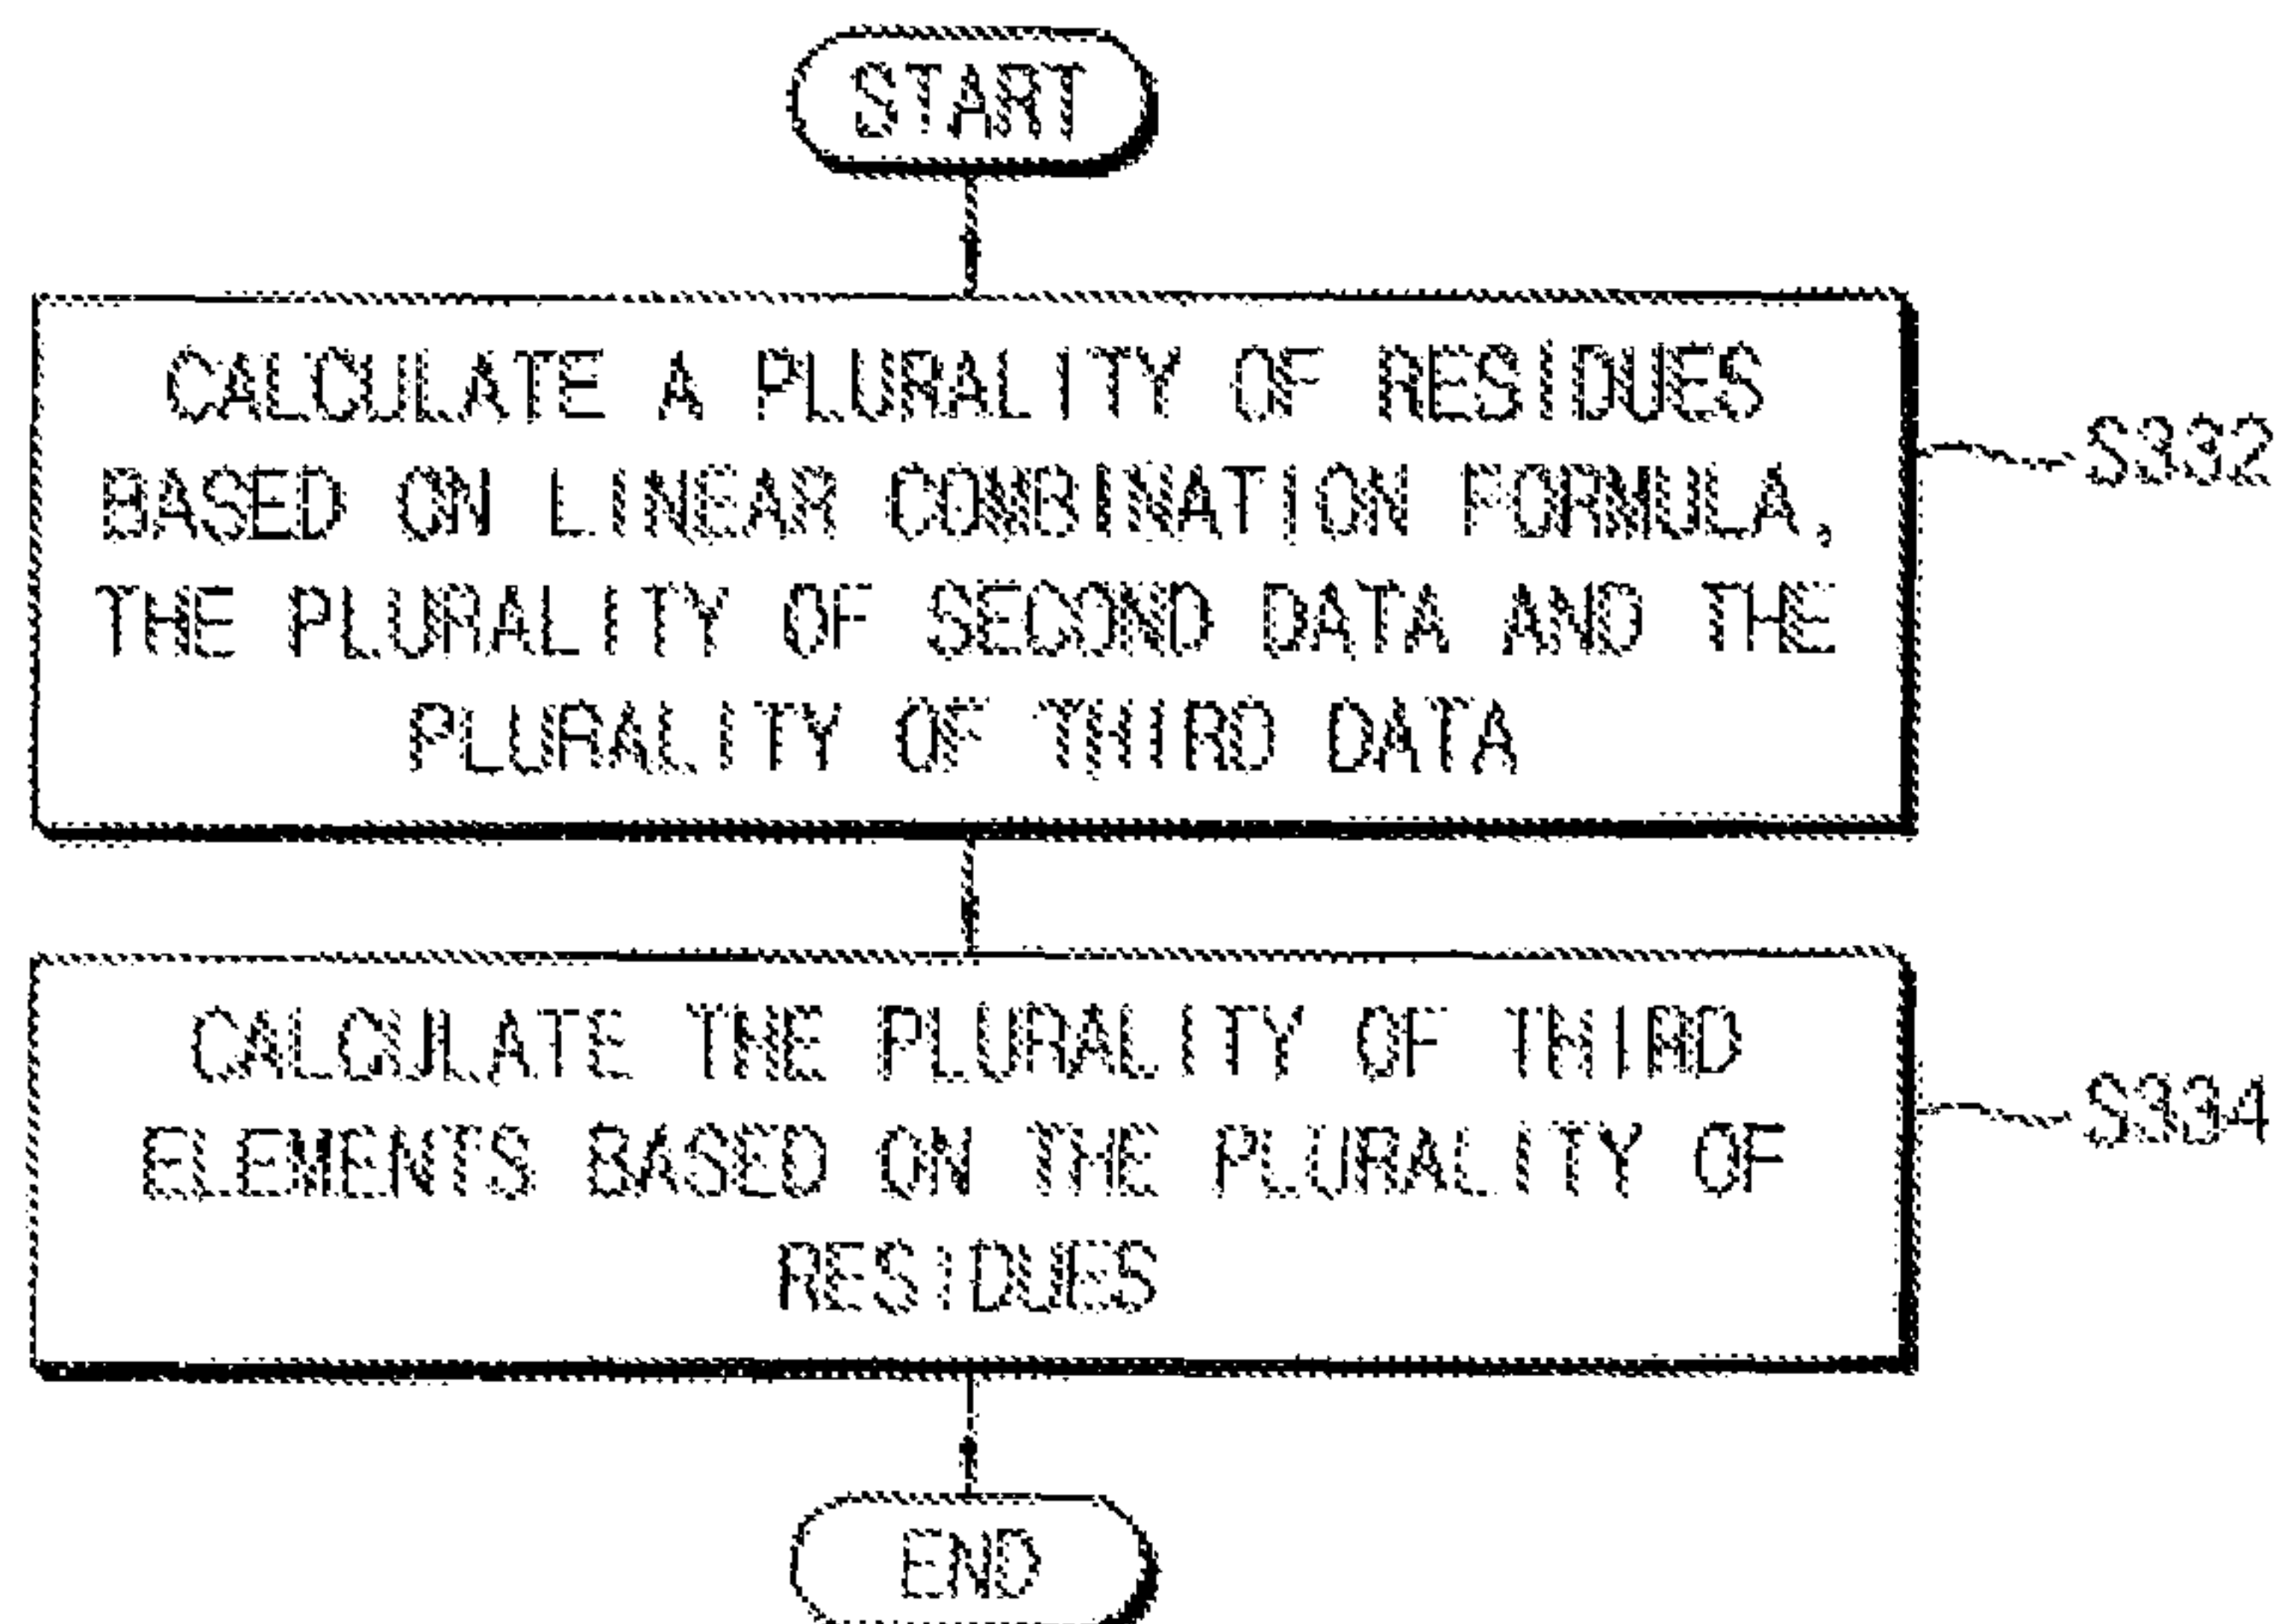 START
CALCULATE A PLURALITY OF RESIDUES
BASED ON LINEAR COMBINATION FORMULA,
THE PLURALITY OF SECOND DATA AND THE
PLURALITY OF THIRD DATA
S332
CALCULATE THE PLURALITY OF THIRD
ELEMENTS BASED ON THE PLURALITY OF
RESIDUES
S334
END